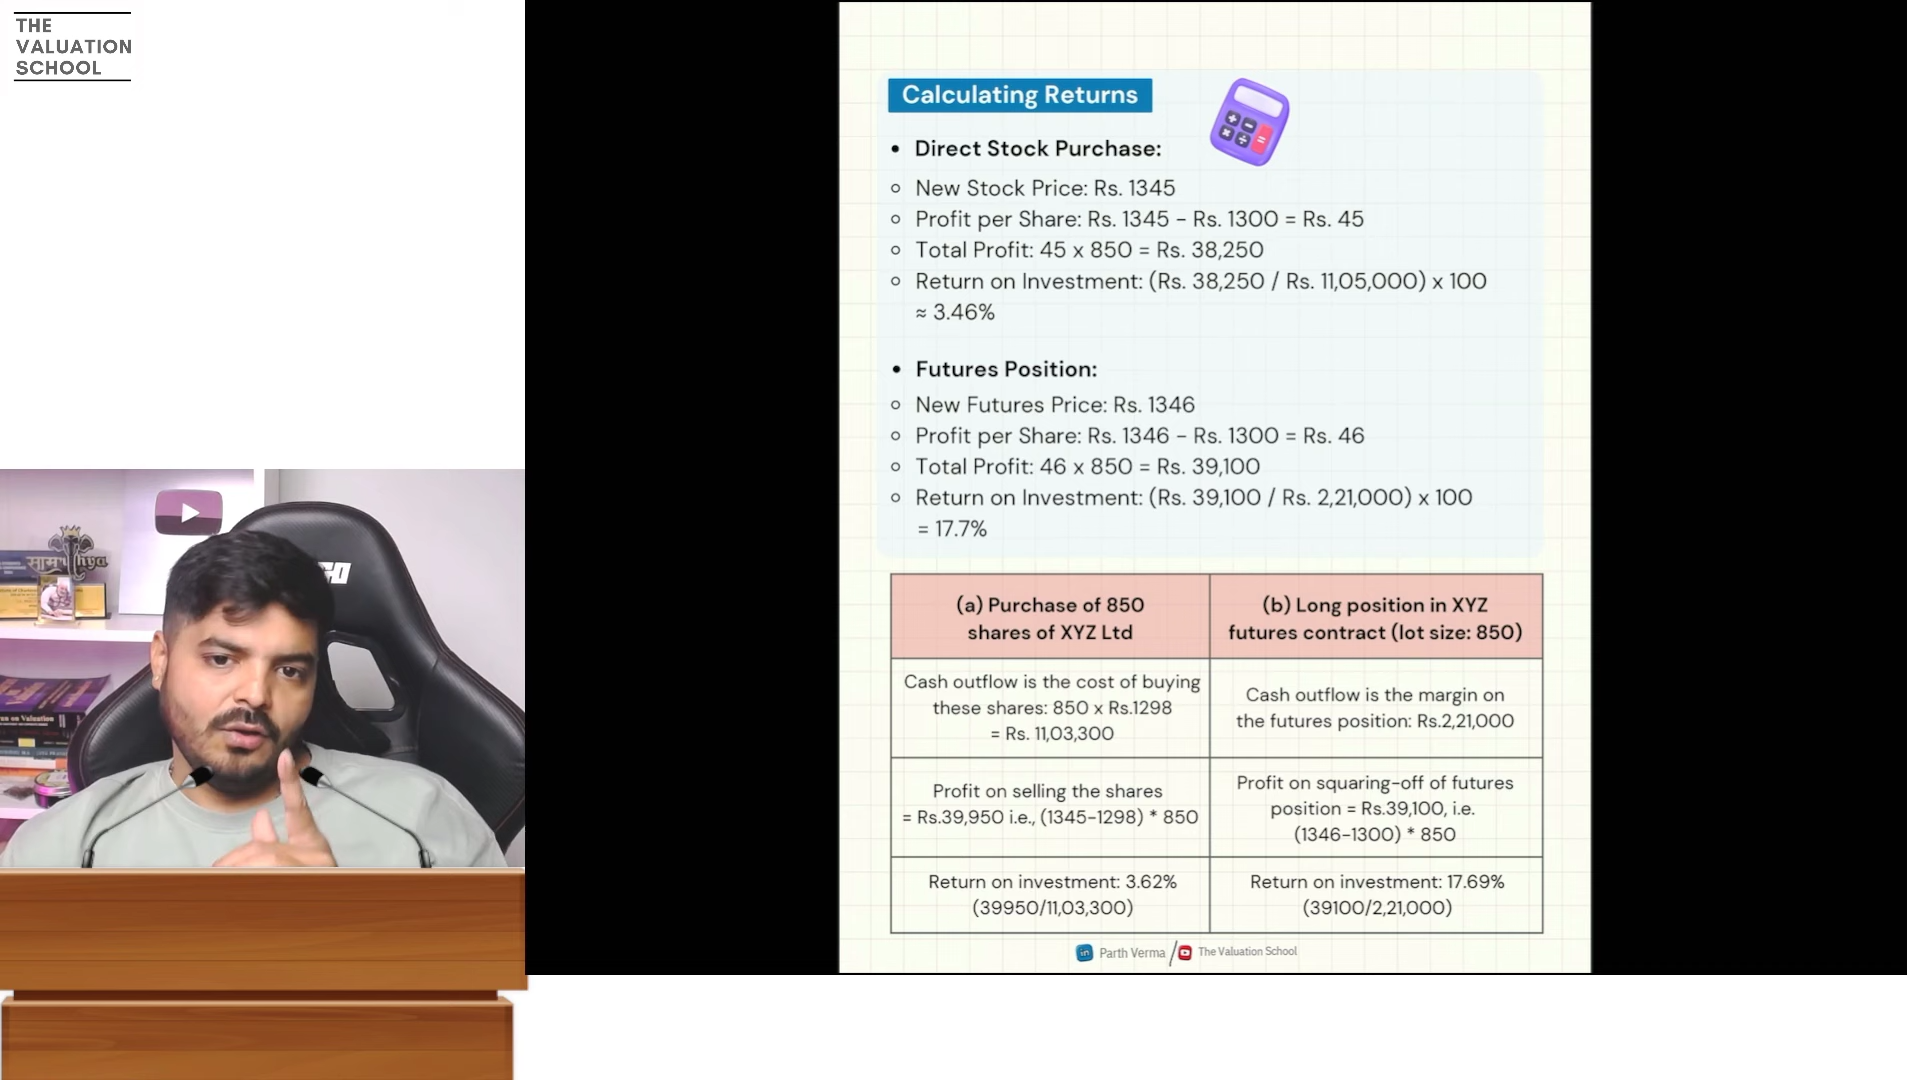 THE
VALUATION
SCHOOL
Calculating Returns
• Direct Stock Purchase:
○ New Stock Price: Rs. 1345
○ Profit per Share: Rs. 1345 - Rs. 1300 = Rs. 45
○ Total Profit: 45 x 850 = Rs. 38,250
○ Return on Investment: (Rs. 38,250 / Rs. 11,05,000) x 100
≈ 3.46%
• Futures Position:
○ New Futures Price: Rs. 1346
○ Profit per Share: Rs. 1346 - Rs. 1300 = Rs. 46
○ Total Profit: 46 x 850 = Rs. 39,100
○ Return on Investment: (Rs. 39,100 / Rs. 2,21,000) x 100
= 17.7%
(a) Purchase of 850
shares of XYZ Ltd
(b) Long position in XYZ
futures contract (lot size: 850)
Cash outflow is the cost of buying
these shares: 850 x Rs.1298
= Rs. 11,03,300
Cash outflow is the margin on
the futures position: Rs.2,21,000
Profit on selling the shares
= Rs.39,950 i.e., (1345-1298) * 850
Profit on squaring-off of futures
position = Rs.39,100, i.e.
(1346-1300) * 850
Return on investment: 3.62%
(39950/11,03,300)
Return on investment: 17.69%
(39100/2,21,000)
in Parth Verma / The Valuation School